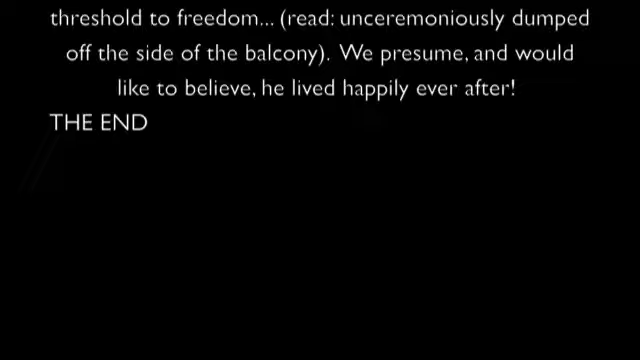 threshold to freedom... (read: unceremoniously dumped
off the side of the balcony). We presume, and would
like to believe, he lived happily ever after!
THE END